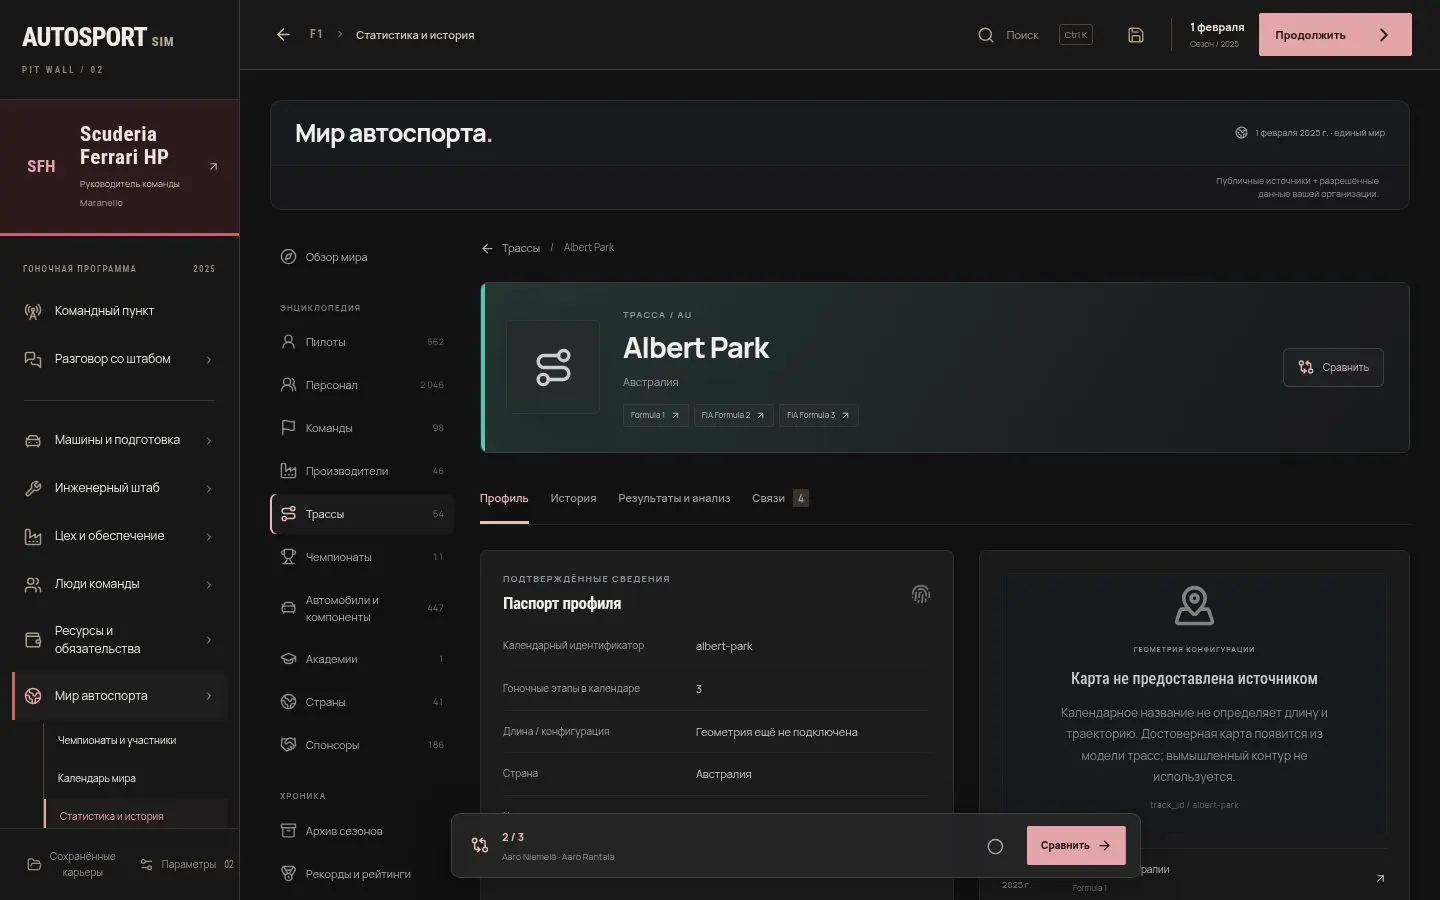 AUTOSPORT SIM
PIT WALL / 02
SFH
Scuderia
Ferrari HP
Руководитель команды
Maranello
ГОНОЧНАЯ ПРОГРАММА 2025
Командный пункт
Разговор со штабом
Машины и подготовка
Инженерный штаб
Цех и обеспечение
Люди команды
Ресурсы и
обязательства
Мир автоспорта
Чемпионаты и участники
Календарь мира
Статистика и история
Сохранённые
карьеры
Параметры 02
F1 > Статистика и история
Поиск Ctrl K
1 февраля
Сезон / 2025
Продолжить
Мир автоспорта.
1 февраля 2025 г. · единый мир
Публичные источники + разрешённые
данные вашей организации.
Обзор мира
ЭНЦИКЛОПЕДИЯ
Пилоты 562
Персонал 2 046
Команды 98
Производители 46
Трассы 54
Чемпионаты 11
Автомобили и
компоненты 447
Академии 1
Страны 41
Спонсоры 186
ХРОНИКА
Архив сезонов
Рекорды и рейтинги
Трассы / Albert Park
ТРАССА / AU
Albert Park
Австралия
Formula 1 FIA Formula 2 FIA Formula 3
Сравнить
Профиль История Результаты и анализ Связи 4
ПОДТВЕРЖДЁННЫЕ СВЕДЕНИЯ
Паспорт профиля
Календарный идентификатор albert-park
Гоночные этапы в календаре 3
Длина / конфигурация Геометрия ещё не подключена
Страна Австралия
ГЕОМЕТРИЯ КОНФИГУРАЦИИ
Карта не предоставлена источником
Календарное название не определяет длину и
траекторию. Достоверная карта появится из
модели трасс; вымышленный контур не
используется.
track_id / albert-park
ралии
2025 г. Formula 1
2 / 3
Aaro Niemelä · Aaro Rantala
Сравнить